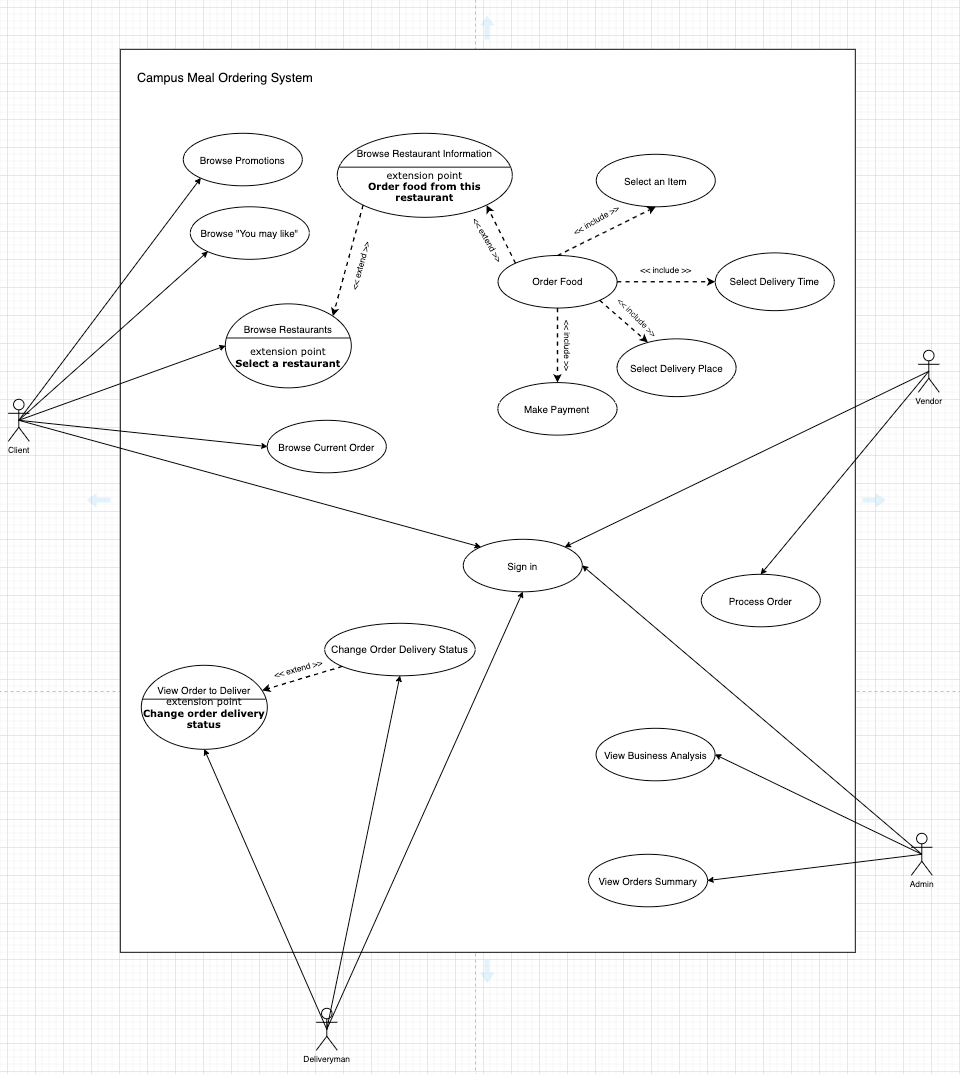 Campus Meal Ordering System
Browse Promotions
Browse Restaurant Information
extension point
Order food from this
restaurant
Select an Item
<< include >>
Browse "You may like"
<< extend >>
<< extend >>
Order Food
<< include >>
Select Delivery Time
<< include >>
<< include >>
Browse Restaurants
extension point
Select a restaurant
Select Delivery Place
Make Payment
Vendor
Client
Browse Current Order
Sign in
Process Order
Change Order Delivery Status
<< extend >>
View Order to Deliver
extension point
Change order delivery
status
View Business Analysis
View Orders Summary
Admin
Deliveryman